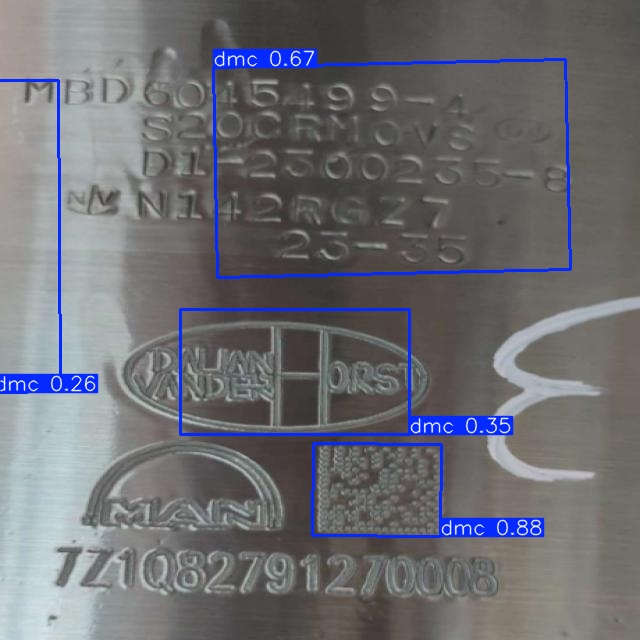 dmc 0.67
MBD6045499-4
S20CRMOVS
D1-2300235-8
N142RGZ7
23-35
DALIAN
VANDER
HORST
dmc 0.26
dmc 0.35
MAN
dmc 0.88
7Z1Q82791270008